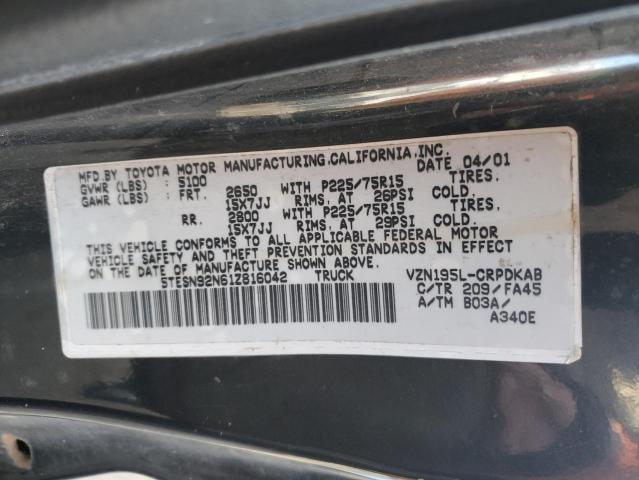 MFD.BY TOYOTA MOTOR MANUFACTURING,CALIFORNIA,INC. DATE 04/01
GVWR (LBS) : 5100
GAWR (LBS) : FRT. 2650 WITH P225/75R15 TIRES,
15X7JJ RIMS, AT 26PSI COLD.
RR. 2800 WITH P225/75R15 TIRES,
15X7JJ RIMS, AT 29PSI COLD.
THIS VEHICLE CONFORMS TO ALL APPLICABLE FEDERAL MOTOR
VEHICLE SAFETY AND THEFT PREVENTION STANDARDS IN EFFECT
ON THE DATE OF MANUFACTURE SHOWN ABOVE.
5TESN92N61Z816042 TRUCK VZN195L-CRPDKAB
C/TR 209/FA45
A/TM B03A/
A340E